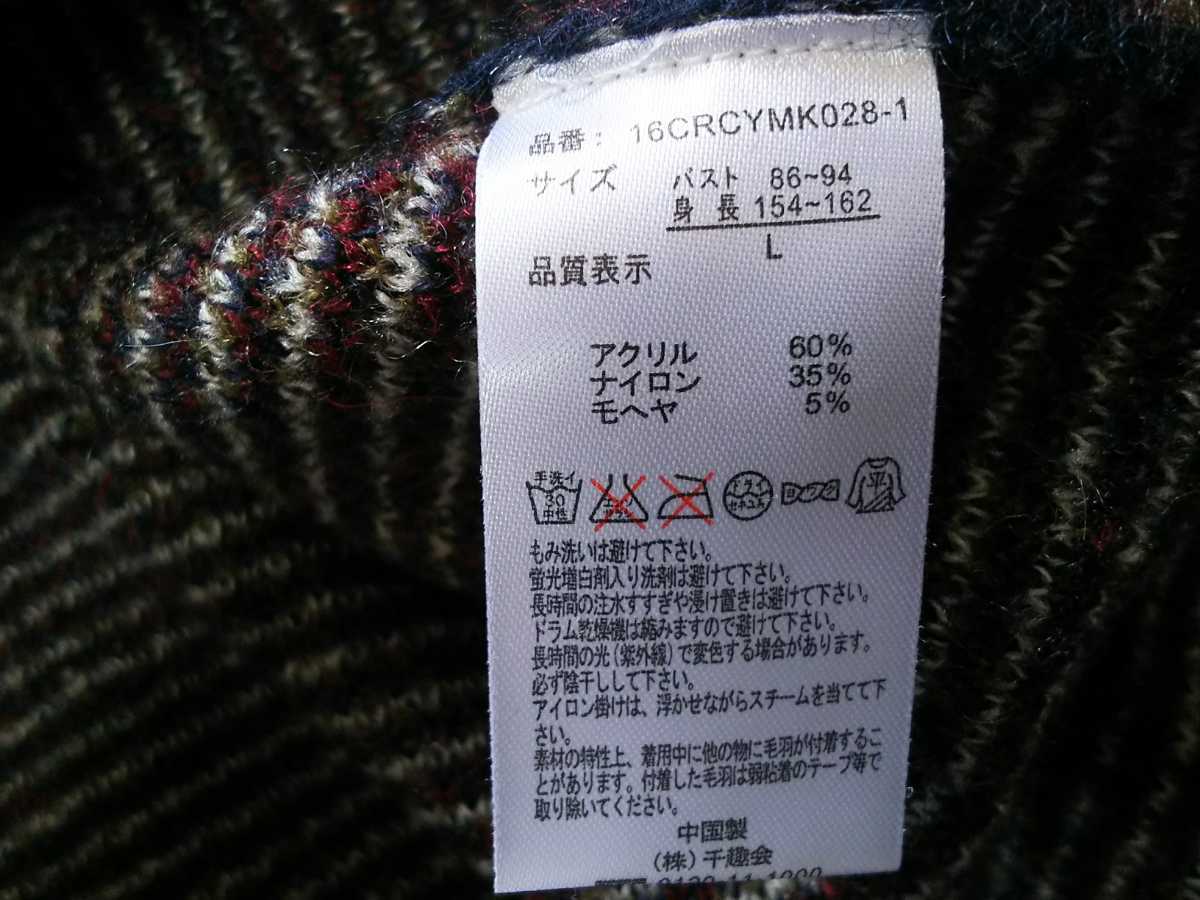 品番： 16CRCYMK028-1
サイズ バスト 86~94
身 長 154~162
L
品質表示
アクリル 60%
ナイロン 35%
モヘヤ 5%
手洗イ
30
中性
ドライ
セキユ系
ヨワク
平
もみ洗いは避けて下さい。
蛍光増白剤入り洗剤は避けて下さい。
長時間の注水すすぎや浸け置きは避けて下さい。
ドラム乾燥機は縮みますので避けて下さい。
長時間の光（紫外線）で変色する場合があります。
必ず陰干しして下さい。
アイロン掛けは、浮かせながらスチームを当てて下
さい。
素材の特性上、着用中に他の物に毛羽が付着するこ
とがあります。付着した毛羽は弱粘着のテープ等で
取り除いてください。
中国製
（株）千趣会